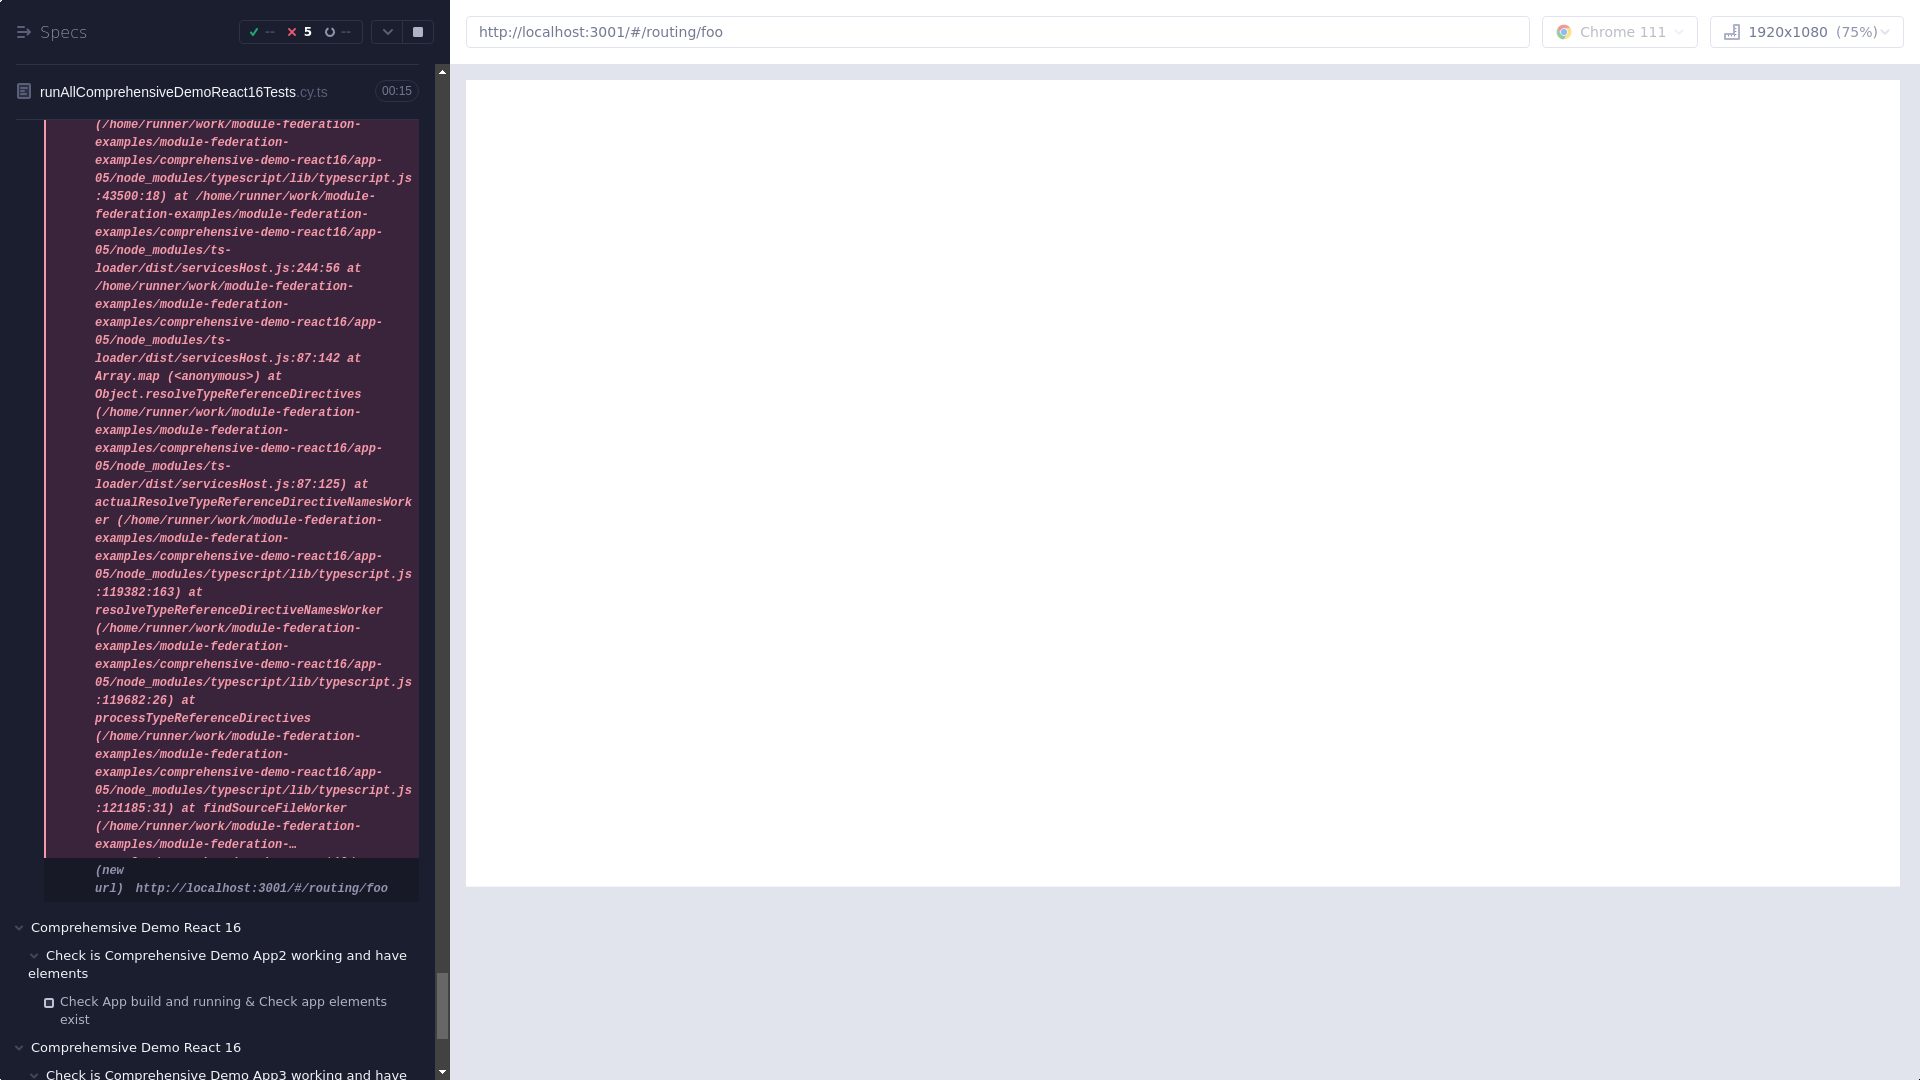 Specs
--
5
--
http://localhost:3001/#/routing/foo
Chrome 111
1920x1080 (75%)
runAllComprehensiveDemoReact16Tests.cy.ts
00:15
(/home/runner/work/module-federation-
examples/module-federation-
examples/comprehensive-demo-react16/app-
05/node_modules/typescript/lib/typescript.js
:43500:18) at /home/runner/work/module-
federation-examples/module-federation-
examples/comprehensive-demo-react16/app-
05/node_modules/ts-
loader/dist/servicesHost.js:244:56 at
/home/runner/work/module-federation-
examples/module-federation-
examples/comprehensive-demo-react16/app-
05/node_modules/ts-
loader/dist/servicesHost.js:87:142 at
Array.map (<anonymous>) at
Object.resolveTypeReferenceDirectives
(/home/runner/work/module-federation-
examples/module-federation-
examples/comprehensive-demo-react16/app-
05/node_modules/ts-
loader/dist/servicesHost.js:87:125) at
actualResolveTypeReferenceDirectiveNamesWork
er (/home/runner/work/module-federation-
examples/module-federation-
examples/comprehensive-demo-react16/app-
05/node_modules/typescript/lib/typescript.js
:119382:163) at
resolveTypeReferenceDirectiveNamesWorker
(/home/runner/work/module-federation-
examples/module-federation-
examples/comprehensive-demo-react16/app-
05/node_modules/typescript/lib/typescript.js
:119682:26) at
processTypeReferenceDirectives
(/home/runner/work/module-federation-
examples/module-federation-
examples/comprehensive-demo-react16/app-
05/node_modules/typescript/lib/typescript.js
:121185:31) at findSourceFileWorker
(/home/runner/work/module-federation-
examples/module-federation-…
(new
url) http://localhost:3001/#/routing/foo
Comprehemsive Demo React 16
Check is Comprehensive Demo App2 working and have
elements
Check App build and running & Check app elements
exist
Comprehemsive Demo React 16
Check is Comprehensive Demo App3 working and have